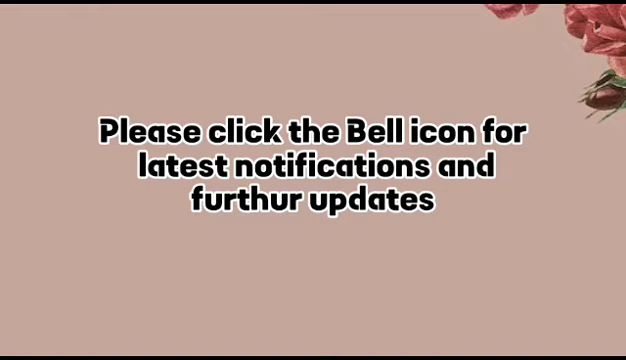 Please click the Bell icon for
latest notifications and
furthur updates